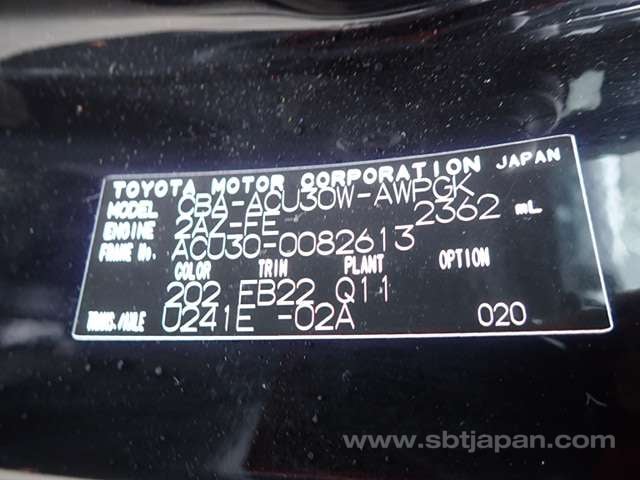 TOYOTA MOTOR CORPORATION JAPAN
MODEL CBA-ACU30W-AWPGK
ENGINE 2AZ-FE 2362 mL
FRAME No. ACU30-0082613
COLOR TRIM PLANT OPTION
202 EB22 Q11
TRANS./AXLE U241E -02A 020
www.sbtjapan.com/